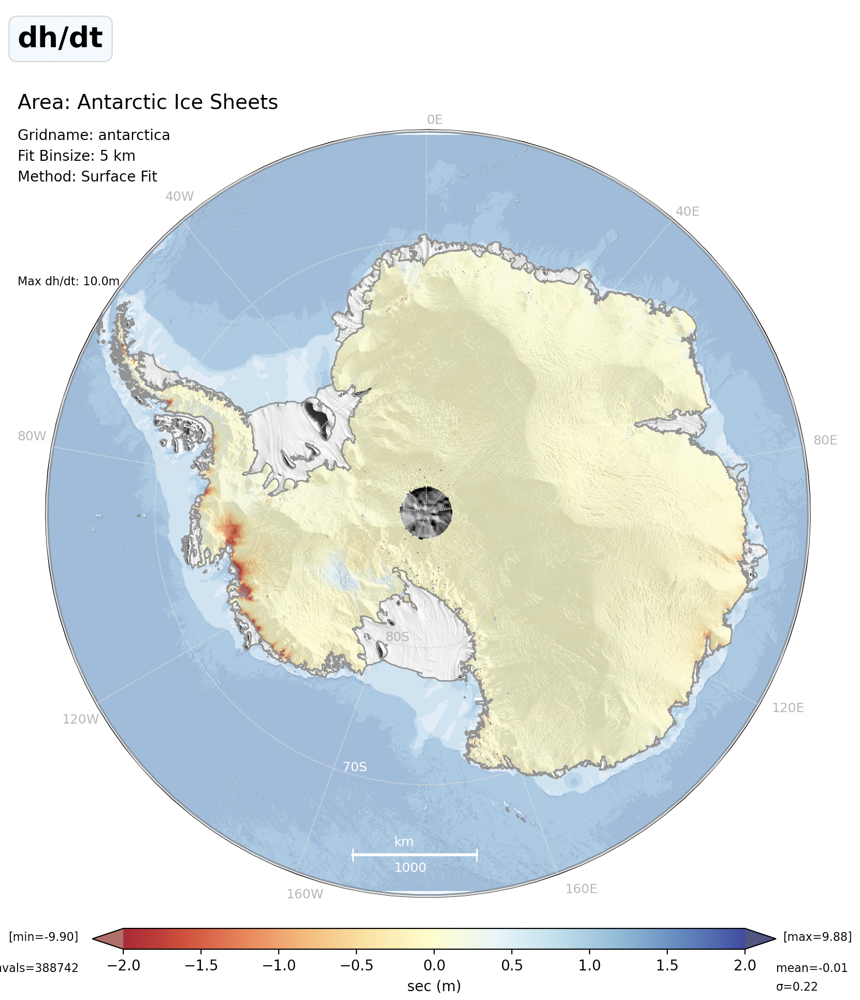 dh/dt
Area: Antarctic Ice Sheets
Gridname: antarctica
Fit Binsize: 5 km
Method: Surface Fit
Max dh/dt: 10.0m
0E
40W
40E
80W
80E
80S
120W
120E
70S
km
1000
160W
160E
[min=-9.90]
[max=9.88]
nvals=388742
−2.0 −1.5 −1.0 −0.5 0.0 0.5 1.0 1.5 2.0
mean=-0.01
sec (m)
σ=0.22